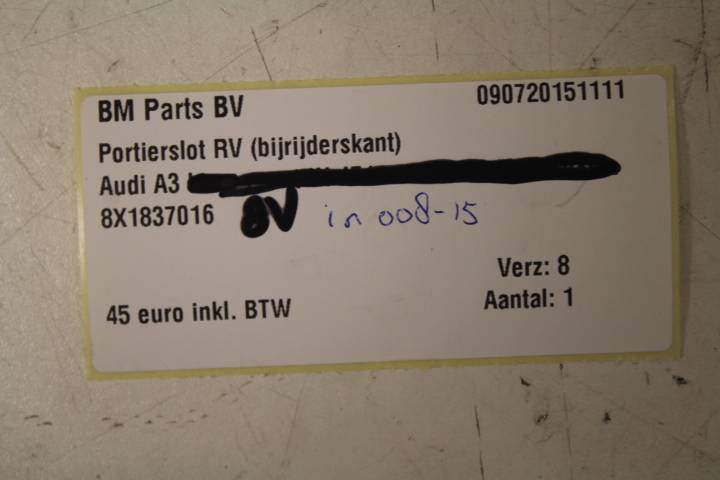 BM Parts BV 090720151111
Portierslot RV (bijrijderskant)
Audi A3
8X1837016 8V in 008-15
Verz: 8
45 euro inkl. BTW Aantal: 1